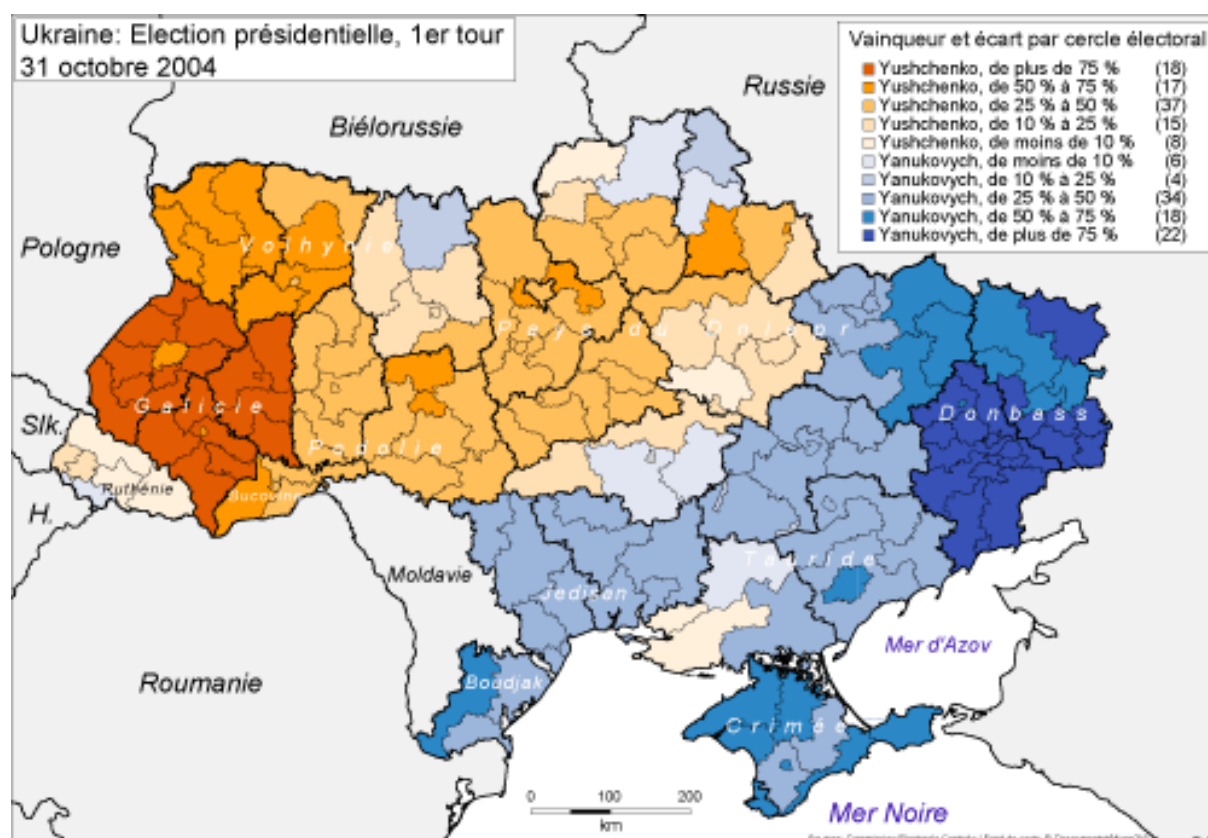 Ukraine: Election présidentielle, 1er tour
31 octobre 2004
Vainqueur et écart par cercle électoral
Yushchenko, de plus de 75 % (18)
Yushchenko, de 50 % à 75 % (17)
Yushchenko, de 25 % à 50 % (37)
Yushchenko, de 10 % à 25 % (15)
Yushchenko, de moins de 10 % (8)
Yanukovych, de moins de 10 % (6)
Yanukovych, de 10 % à 25 % (4)
Yanukovych, de 25 % à 50 % (34)
Yanukovych, de 50 % à 75 % (18)
Yanukovych, de plus de 75 % (22)
Russie
Biélorussie
Pologne
Volhynie
Pays du Dniepr
Galicie
Donbass
Slk.
Podolie
Ruthénie
Bucovine
H.
Moldavie
Tauride
Jedisan
Mer d'Azov
Roumanie
Boudjak
Crimée
0 100 200
km
Mer Noire